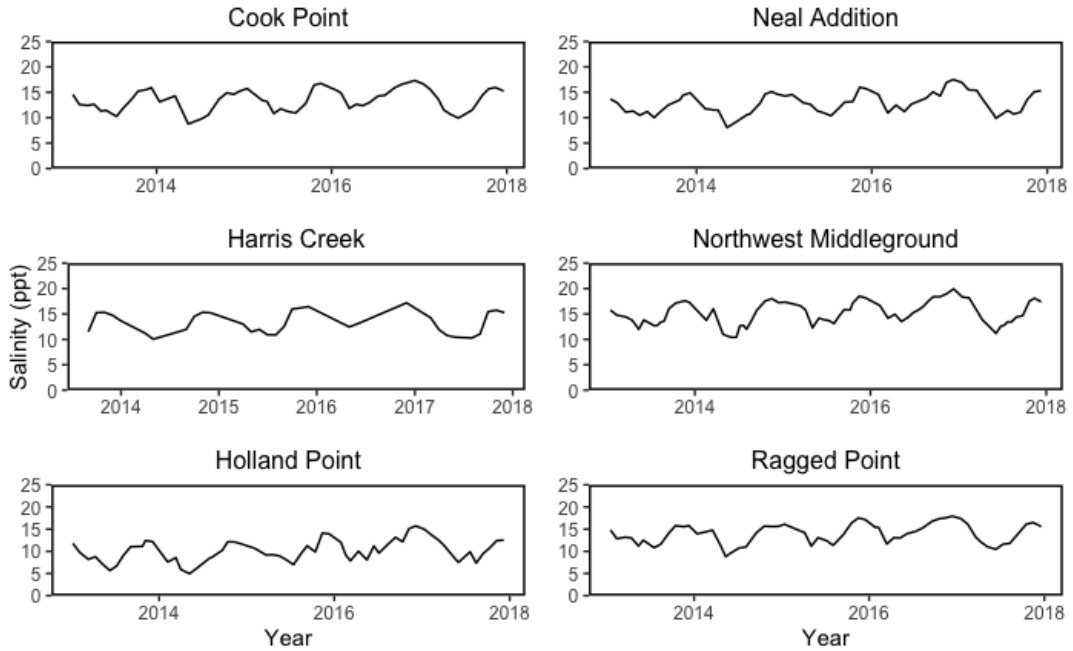 Cook Point
25
20
15
10
5
0
2014 2016 2018
Neal Addition
25
20
15
10
5
0
2014 2016 2018
Salinity (ppt)
Harris Creek
25
20
15
10
5
0
2014 2015 2016 2017 2018
Northwest Middleground
25
20
15
10
5
0
2014 2016 2018
Holland Point
25
20
15
10
5
0
2014 2016 2018
Year
Ragged Point
25
20
15
10
5
0
2014 2016 2018
Year